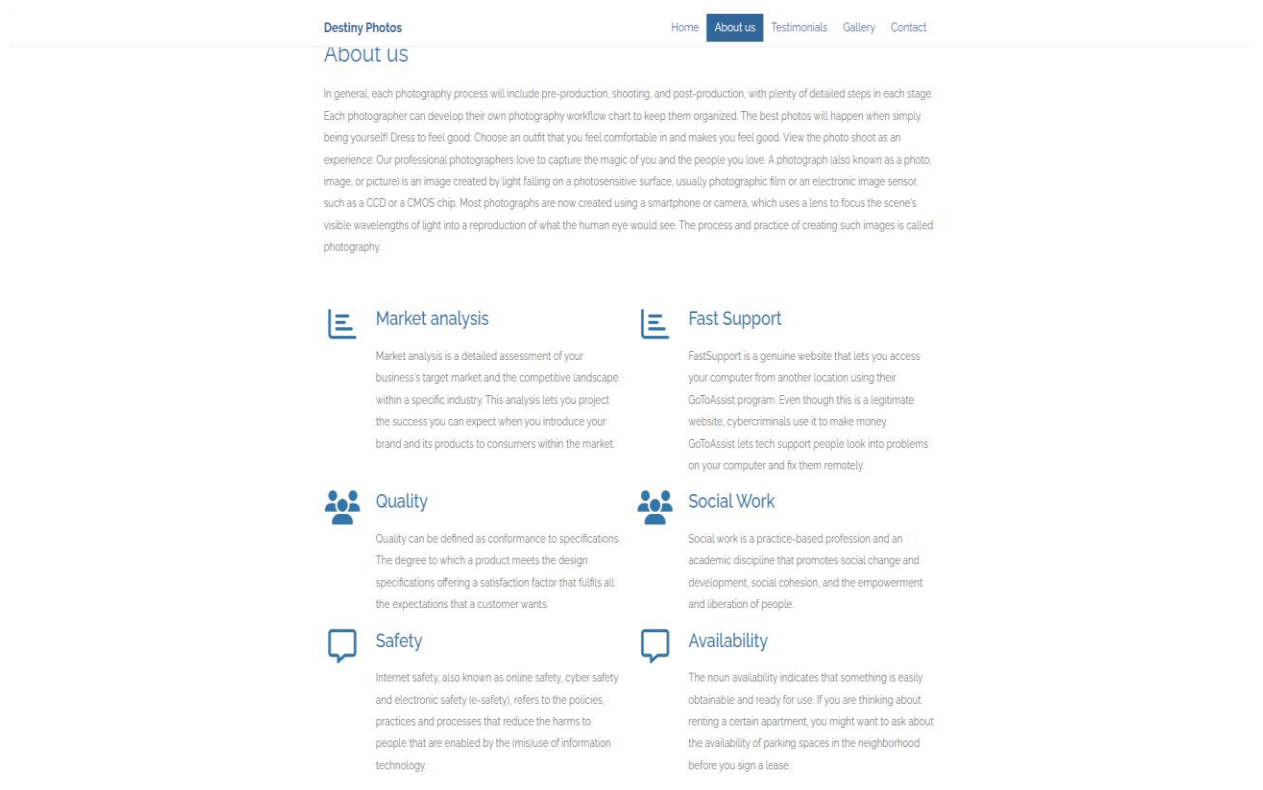 Destiny Photos
Home About us Testimonials Gallery Contact
About us
In general, each photography process will include pre-production, shooting, and post-production, with plenty of detailed steps in each stage.
Each photographer can develop their own photography workflow chart to keep them organized. The best photos will happen when simply
being yourself! Dress to feel good: Choose an outfit that you feel comfortable in and makes you feel good. View the photo shoot as an
experience: Our professional photographers love to capture the magic of you and the people you love. A photograph (also known as a photo,
image, or picture) is an image created by light falling on a photosensitive surface, usually photographic film or an electronic image sensor,
such as a CCD or a CMOS chip. Most photographs are now created using a smartphone or camera, which uses a lens to focus the scene's
visible wavelengths of light into a reproduction of what the human eye would see. The process and practice of creating such images is called
photography.
Market analysis
Market analysis is a detailed assessment of your
business's target market and the competitive landscape
within a specific industry. This analysis lets you project
the success you can expect when you introduce your
brand and its products to consumers within the market.
Fast Support
FastSupport is a genuine website that lets you access
your computer from another location using their
GoToAssist program. Even though this is a legitimate
website, cybercriminals use it to make money.
GoToAssist lets tech support people look into problems
on your computer and fix them remotely.
Quality
Quality can be defined as conformance to specifications.
The degree to which a product meets the design
specifications offering a satisfaction factor that fulfils all
the expectations that a customer wants.
Social Work
Social work is a practice-based profession and an
academic discipline that promotes social change and
development, social cohesion, and the empowerment
and liberation of people.
Safety
Internet safety, also known as online safety, cyber safety
and electronic safety (e-safety), refers to the policies,
practices and processes that reduce the harms to
people that are enabled by the (mis)use of information
technology.
Availability
The noun availability indicates that something is easily
obtainable and ready for use. If you are thinking about
renting a certain apartment, you might want to ask about
the availability of parking spaces in the neighborhood
before you sign a lease.